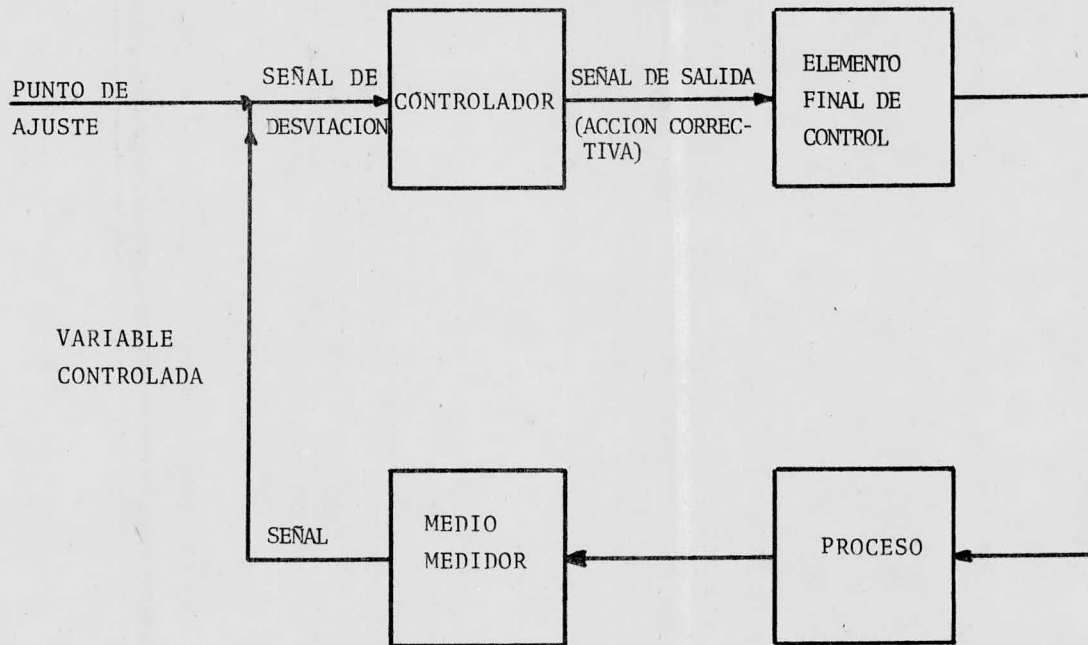 PUNTO DE
AJUSTE
SEÑAL DE
DESVIACION
CONTROLADOR
SEÑAL DE SALIDA
(ACCION CORREC-
TIVA)
ELEMENTO
FINAL DE
CONTROL
VARIABLE
CONTROLADA
SEÑAL
MEDIO
MEDIDOR
PROCESO